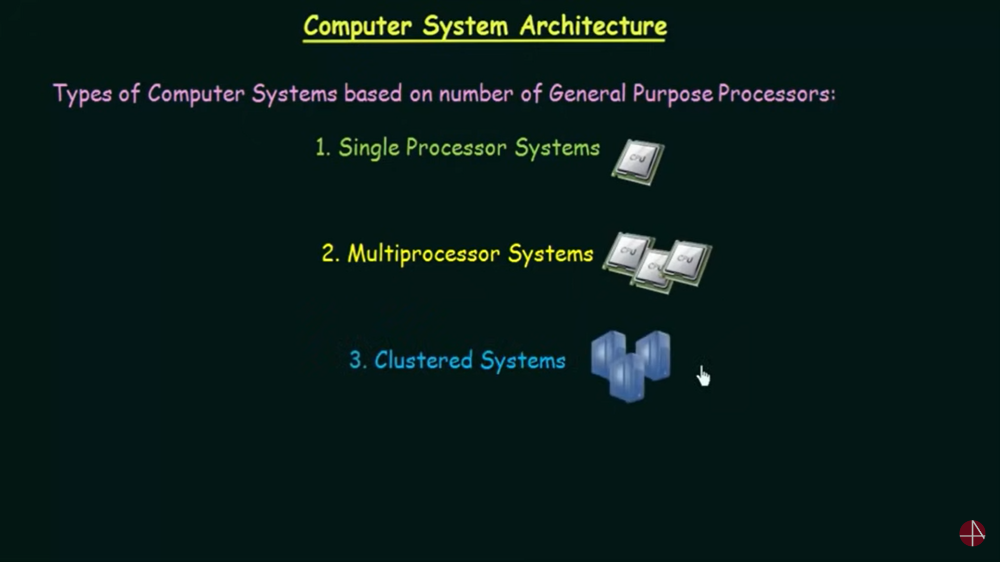 Computer System Architecture
Types of Computer Systems based on number of General Purpose Processors:
1. Single Processor Systems
CPU
2. Multiprocessor Systems
CPU
CPU
CPU
3. Clustered Systems